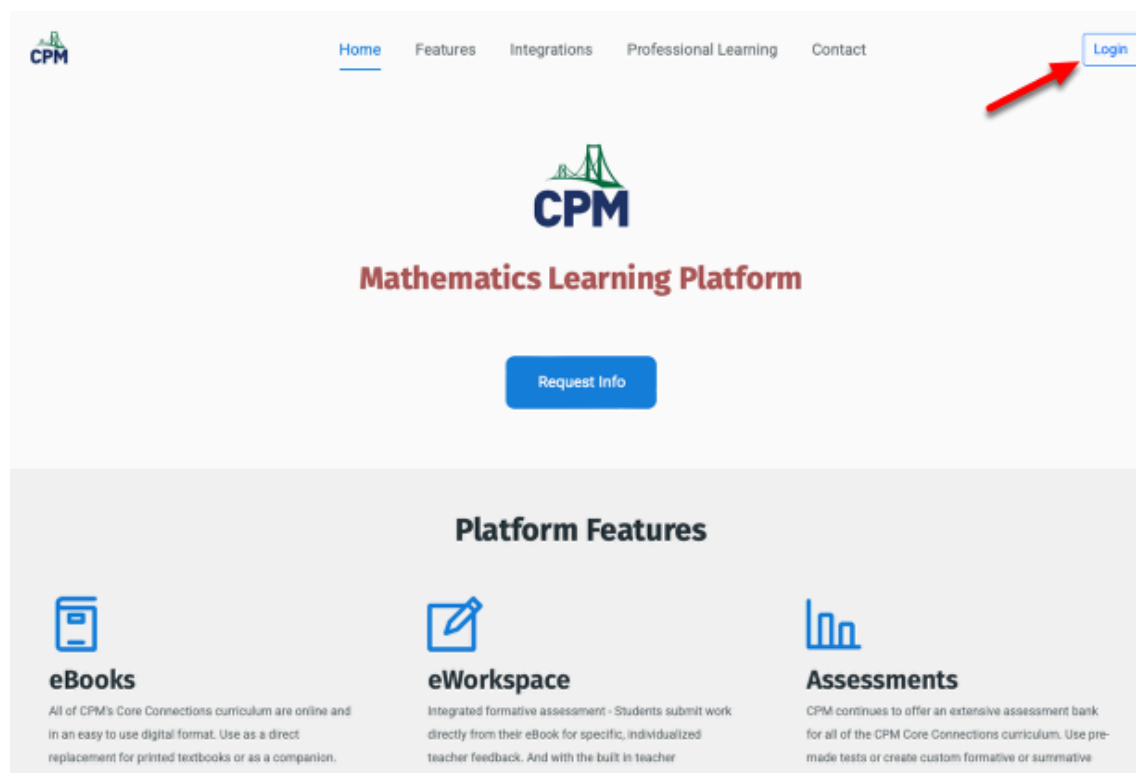 CPM
Home Features Integrations Professional Learning Contact
Login
CPM
Mathematics Learning Platform
Request Info
Platform Features
eBooks
All of CPM's Core Connections curriculum are online and
in an easy to use digital format. Use as a direct
replacement for printed textbooks or as a companion.
eWorkspace
Integrated formative assessment - Students submit work
directly from their eBook for specific, individualized
teacher feedback. And with the built in teacher
Assessments
CPM continues to offer an extensive assessment bank
for all of the CPM Core Connections curriculum. Use pre-
made tests or create custom formative or summative